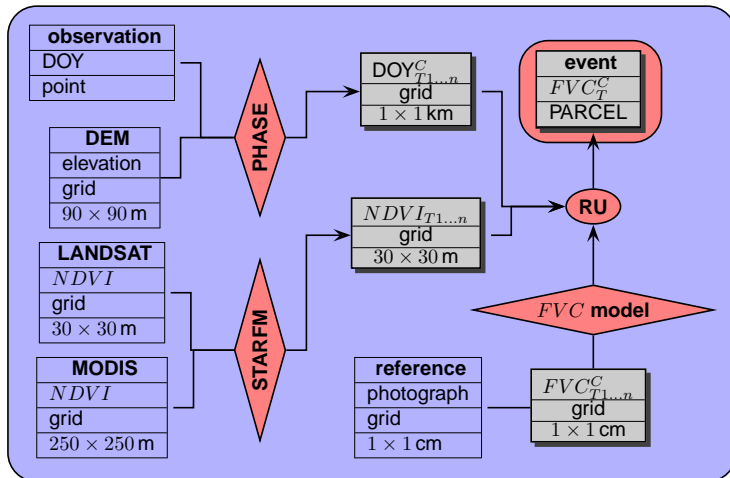 observation
DOY
point
DEM
elevation
grid
90 × 90 m
PHASE
DOY^C_{T1...n}
grid
1 × 1 km
event
FVC^C_T
PARCEL
RU
LANDSAT
NDVI
grid
30 × 30 m
MODIS
NDVI
grid
250 × 250 m
STARFM
NDVI_{T1...n}
grid
30 × 30 m
FVC model
reference
photograph
grid
1 × 1 cm
FVC^C_{T1...n}
grid
1 × 1 cm